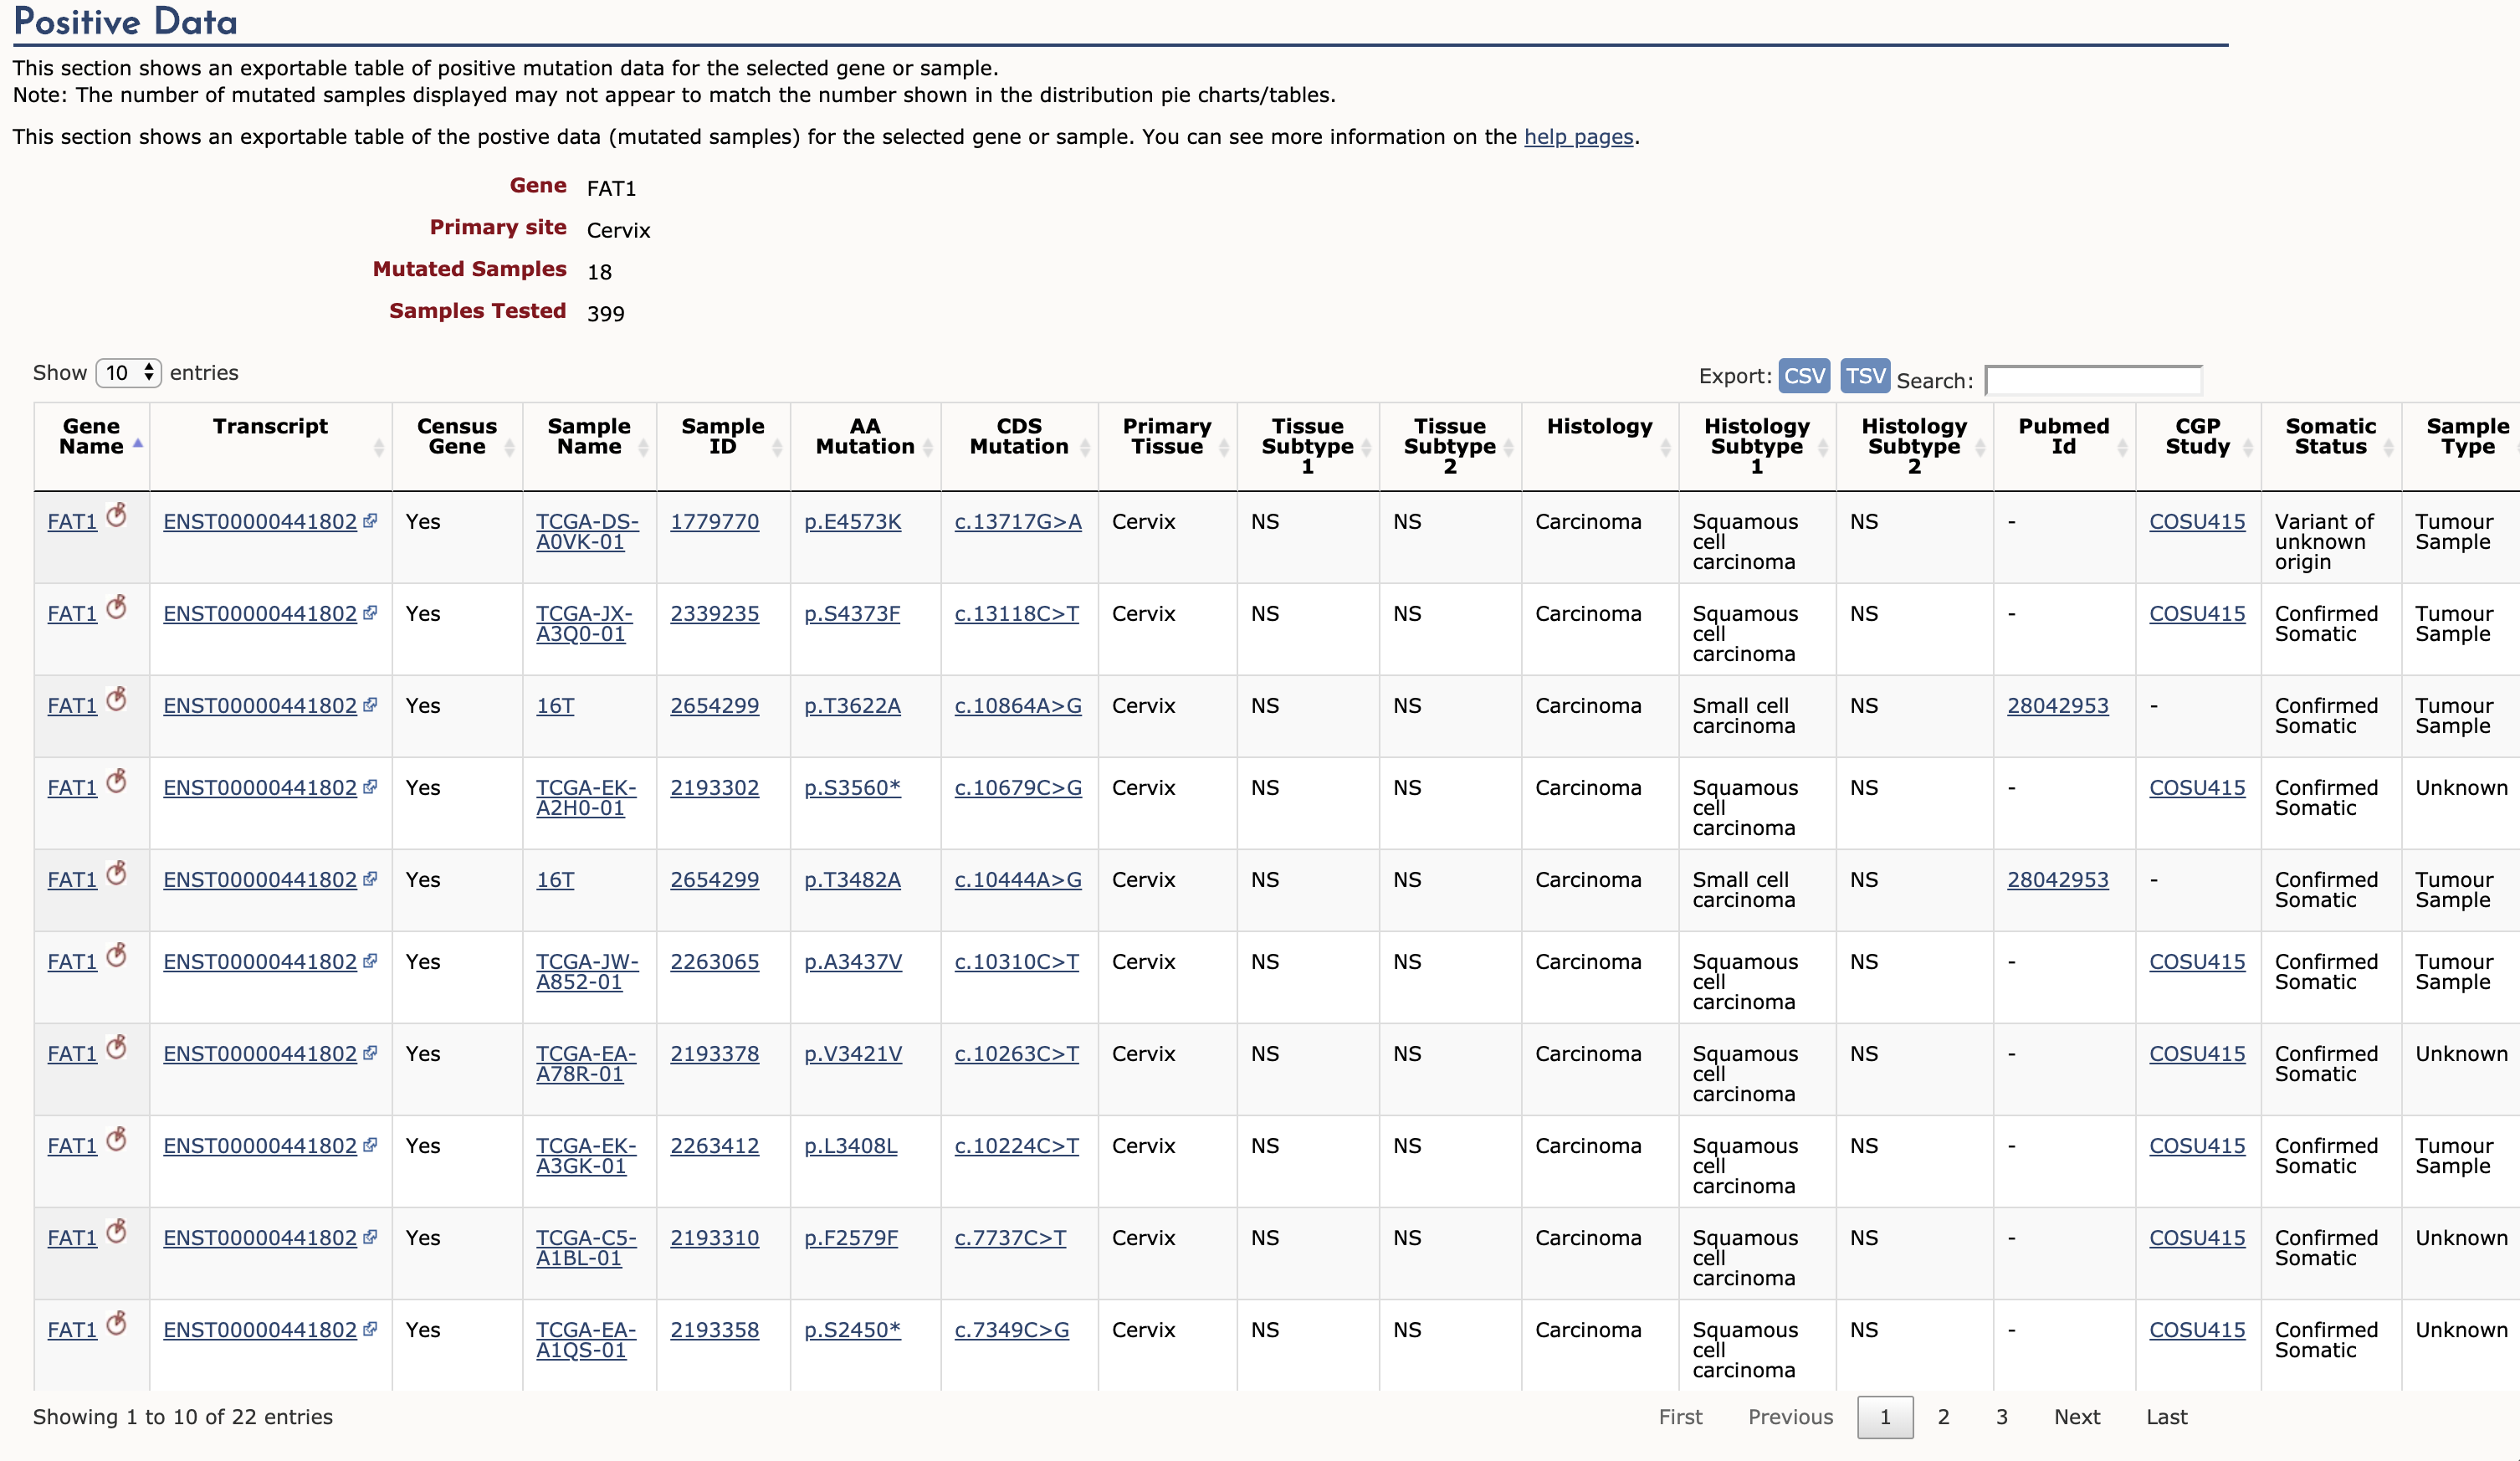 Positive Data
This section shows an exportable table of positive mutation data for the selected gene or sample.
Note: The number of mutated samples displayed may not appear to match the number shown in the distribution pie charts/tables.
This section shows an exportable table of the postive data (mutated samples) for the selected gene or sample. You can see more information on the help pages.
Gene FAT1
Primary site Cervix
Mutated Samples 18
Samples Tested 399
Show 10 entries Export: CSV TSV Search:
Gene Name Transcript Census Gene Sample Name Sample ID AA Mutation CDS Mutation Primary Tissue Tissue Subtype 1 Tissue Subtype 2 Histology Histology Subtype 1 Histology Subtype 2 Pubmed Id CGP Study Somatic Status Sample Type
FAT1 ENST00000441802 Yes TCGA-DS-A0VK-01 1779770 p.E4573K c.13717G>A Cervix NS NS Carcinoma Squamous cell carcinoma NS - COSU415 Variant of unknown origin Tumour Sample
FAT1 ENST00000441802 Yes TCGA-JX-A3Q0-01 2339235 p.S4373F c.13118C>T Cervix NS NS Carcinoma Squamous cell carcinoma NS - COSU415 Confirmed Somatic Tumour Sample
FAT1 ENST00000441802 Yes 16T 2654299 p.T3622A c.10864A>G Cervix NS NS Carcinoma Small cell carcinoma NS 28042953 - Confirmed Somatic Tumour Sample
FAT1 ENST00000441802 Yes TCGA-EK-A2H0-01 2193302 p.S3560* c.10679C>G Cervix NS NS Carcinoma Squamous cell carcinoma NS - COSU415 Confirmed Somatic Unknown
FAT1 ENST00000441802 Yes 16T 2654299 p.T3482A c.10444A>G Cervix NS NS Carcinoma Small cell carcinoma NS 28042953 - Confirmed Somatic Tumour Sample
FAT1 ENST00000441802 Yes TCGA-JW-A852-01 2263065 p.A3437V c.10310C>T Cervix NS NS Carcinoma Squamous cell carcinoma NS - COSU415 Confirmed Somatic Tumour Sample
FAT1 ENST00000441802 Yes TCGA-EA-A78R-01 2193378 p.V3421V c.10263C>T Cervix NS NS Carcinoma Squamous cell carcinoma NS - COSU415 Confirmed Somatic Unknown
FAT1 ENST00000441802 Yes TCGA-EK-A3GK-01 2263412 p.L3408L c.10224C>T Cervix NS NS Carcinoma Squamous cell carcinoma NS - COSU415 Confirmed Somatic Tumour Sample
FAT1 ENST00000441802 Yes TCGA-C5-A1BL-01 2193310 p.F2579F c.7737C>T Cervix NS NS Carcinoma Squamous cell carcinoma NS - COSU415 Confirmed Somatic Unknown
FAT1 ENST00000441802 Yes TCGA-EA-A1QS-01 2193358 p.S2450* c.7349C>G Cervix NS NS Carcinoma Squamous cell carcinoma NS - COSU415 Confirmed Somatic Unknown
Showing 1 to 10 of 22 entries First Previous 1 2 3 Next Last